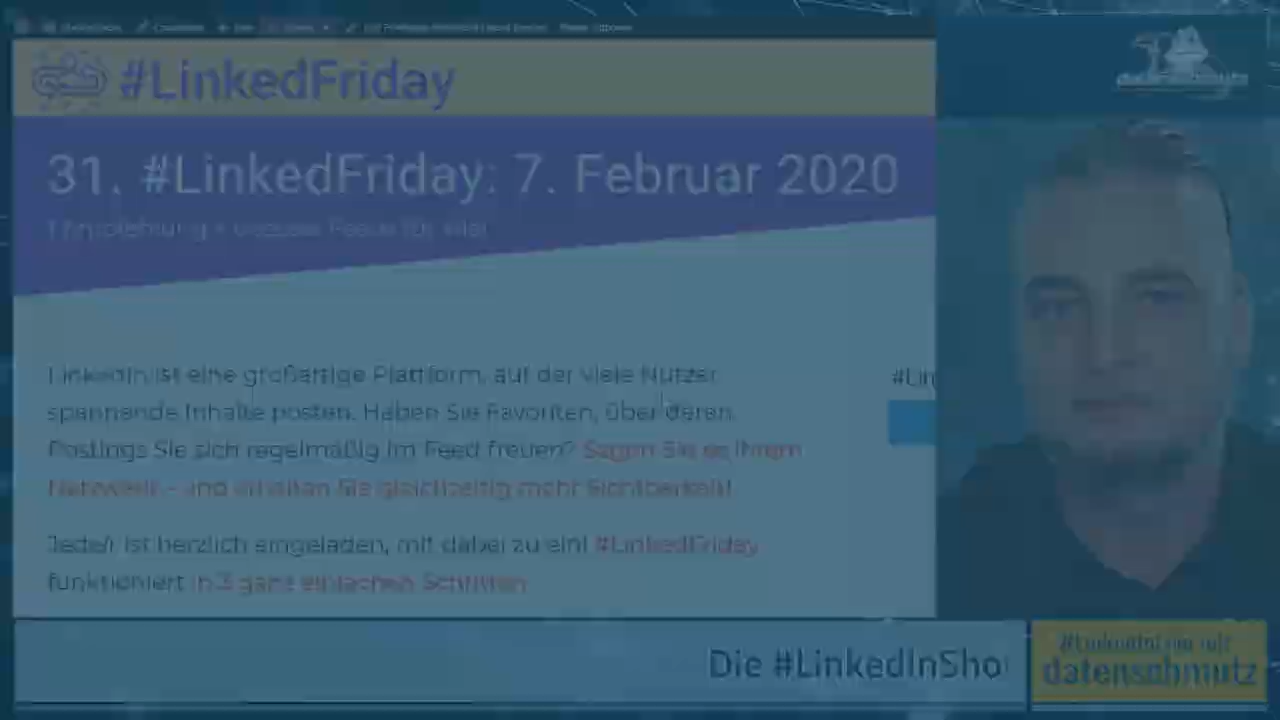 #LinkedFriday
31. #LinkedFriday: 7. Februar 2020
LinkedIn ist eine großartige Plattform, auf der viele Nutzer
spannende Inhalte posten. Haben Sie Favoriten, über deren
Postings Sie sich regelmäßig im Feed freuen? Sagen Sie es Ihrem
Netzwerk - und erhalten Sie gleichzeitig mehr Sichtbarkeit!
Jede/r ist herzlich eingeladen, mit dabei zu ein! #LinkedFriday
funktioniert in 3 ganz einfachen Schritten
#Lin
Die #LinkedInSho
datenschmutz